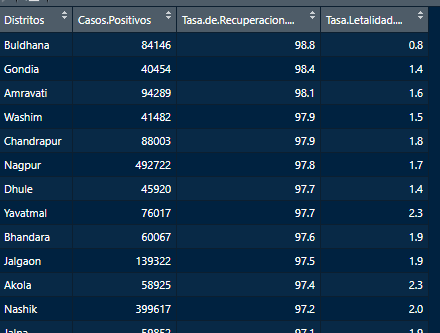 Distritos Casos.Positivos Tasa.de.Recuperacion.... Tasa.Letalidad....
Buldhana 84146 98.8 0.8
Gondia 40454 98.4 1.4
Amravati 94289 98.1 1.6
Washim 41482 97.9 1.5
Chandrapur 88003 97.9 1.8
Nagpur 492722 97.8 1.7
Dhule 45920 97.7 1.4
Yavatmal 76017 97.7 2.3
Bhandara 60067 97.6 1.9
Jalgaon 139322 97.5 1.9
Akola 58925 97.4 2.3
Nashik 399617 97.2 2.0
Jalna 59852 97.1 1.9